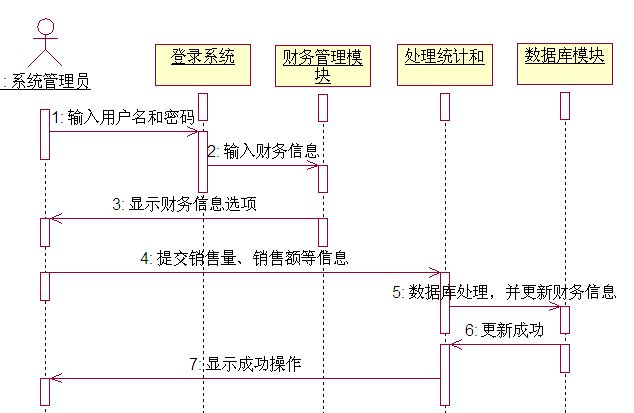 登录系统
财务管理模
块
处理统计和
数据库模块
: 系统管理员
1: 输入用户名和密码
2: 输入财务信息
3: 显示财务信息选项
4: 提交销售量、销售额等信息
5: 数据库处理，并更新财务信息
6: 更新成功
7: 显示成功操作